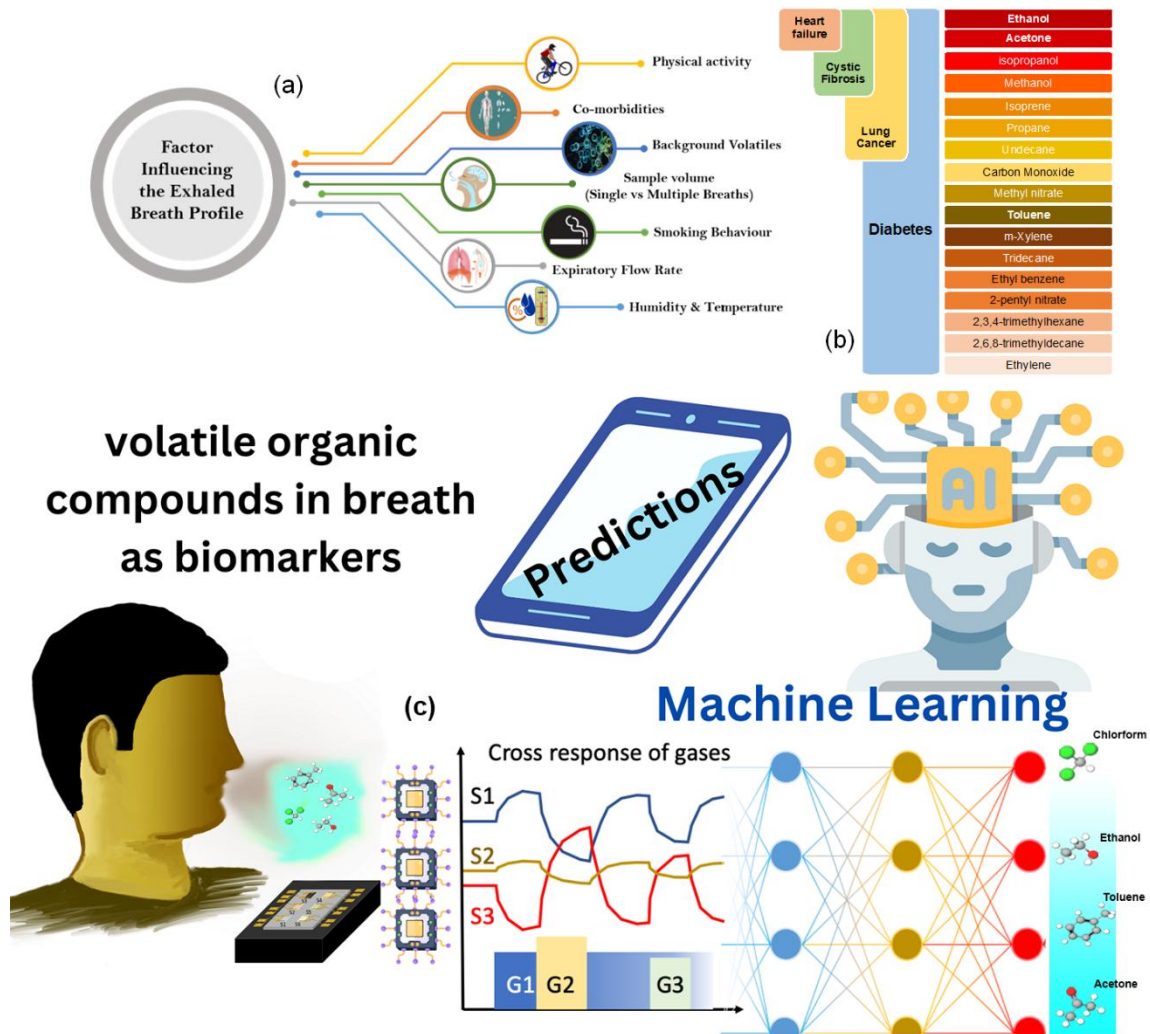 (a)
Factor
Influencing
the Exhaled
Breath Profile
Physical activity
Co-morbidities
Background Volatiles
Sample volume
(Single vs Multiple Breaths)
Smoking Behaviour
Expiratory Flow Rate
%
Humidity & Temperature
Heart
failure
Cystic
Fibrosis
Lung
Cancer
Diabetes
Ethanol
Acetone
isopropanol
Methanol
Isoprene
Propane
Undecane
Carbon Monoxide
Methyl nitrate
Toluene
m-Xylene
Tridecane
Ethyl benzene
2-pentyl nitrate
2,3,4-trimethylhexane
2,6,8-trimethyldecane
Ethylene
(b)
volatile organic
compounds in breath
as biomarkers
Predictions
AI
(c)
Machine Learning
Cross response of gases
S1
S2
S3
G1
G2
G3
Chlorform
Ethanol
Toluene
Acetone